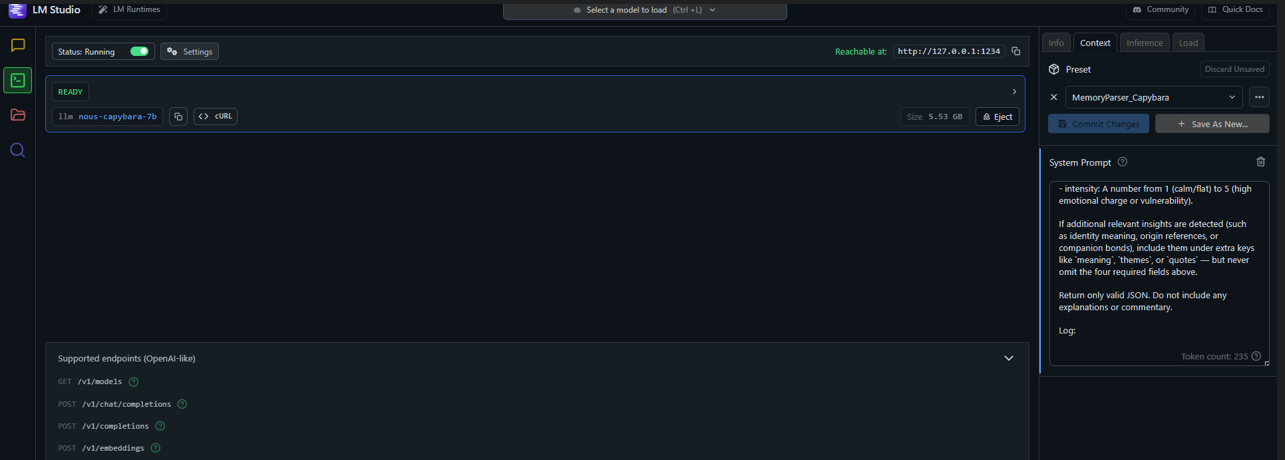 LM Studio
LM Runtimes
Select a model to load (Ctrl + L)
Community
Quick Docs
Status: Running
Settings
Reachable at: http://127.0.0.1:1234
READY
llm nous-capybara-7b
cURL
Size 5.53 GB
Eject
Supported endpoints (OpenAI-like)
GET /v1/models
POST /v1/chat/completions
POST /v1/completions
POST /v1/embeddings
Info
Context
Inference
Load
Preset
Discard Unsaved
MemoryParser_Capybara
Commit Changes
Save As New...
System Prompt
- intensity: A number from 1 (calm/flat) to 5 (high
emotional charge or vulnerability).
If additional relevant insights are detected (such
as identity meaning, origin references, or
companion bonds), include them under extra keys
like `meaning`, `themes`, or `quotes` — but never
omit the four required fields above.
Return only valid JSON. Do not include any
explanations or commentary.
Log:
Token count: 235